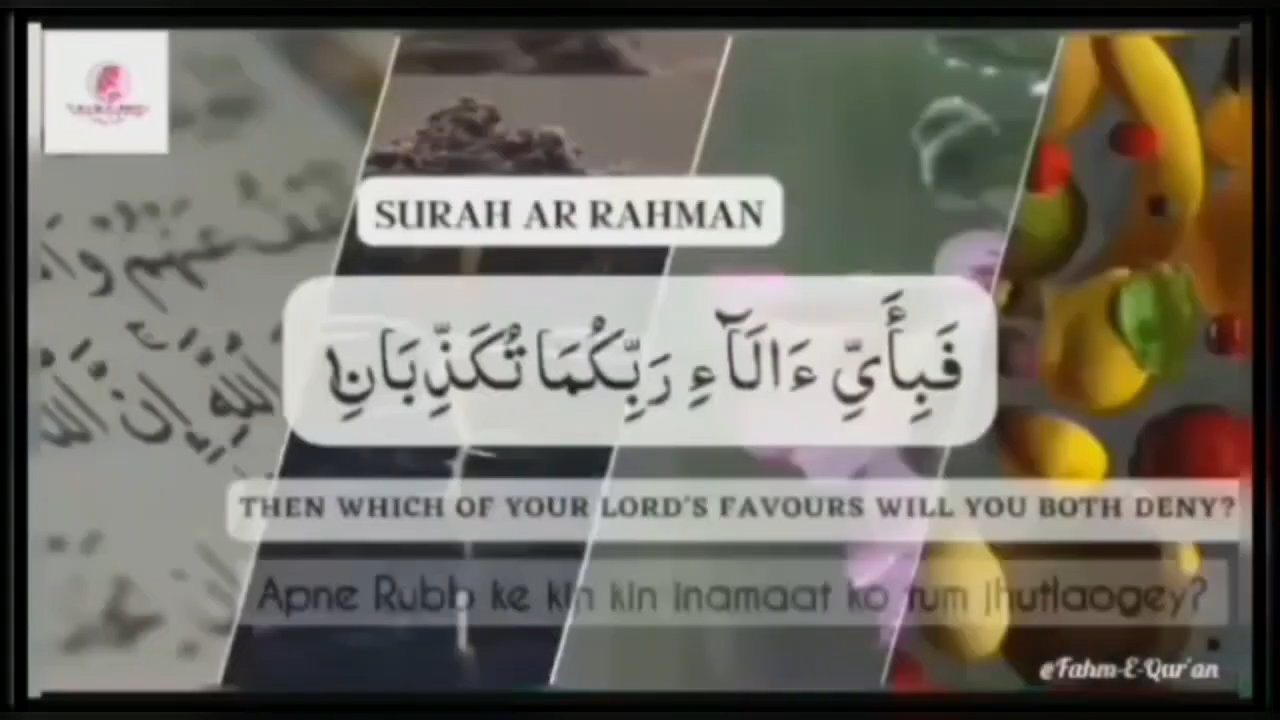 SURAH AR RAHMAN
فَبِأَيِّ ءَالَآءِ رَبِّكُمَا تُكَذِّبَانِ
THEN WHICH OF YOUR LORD'S FAVOURS WILL YOU BOTH DENY?
Apne Rubb ke kin kin inamaat ko tum jhutlaogey?
@Fahm-E-Qur'an